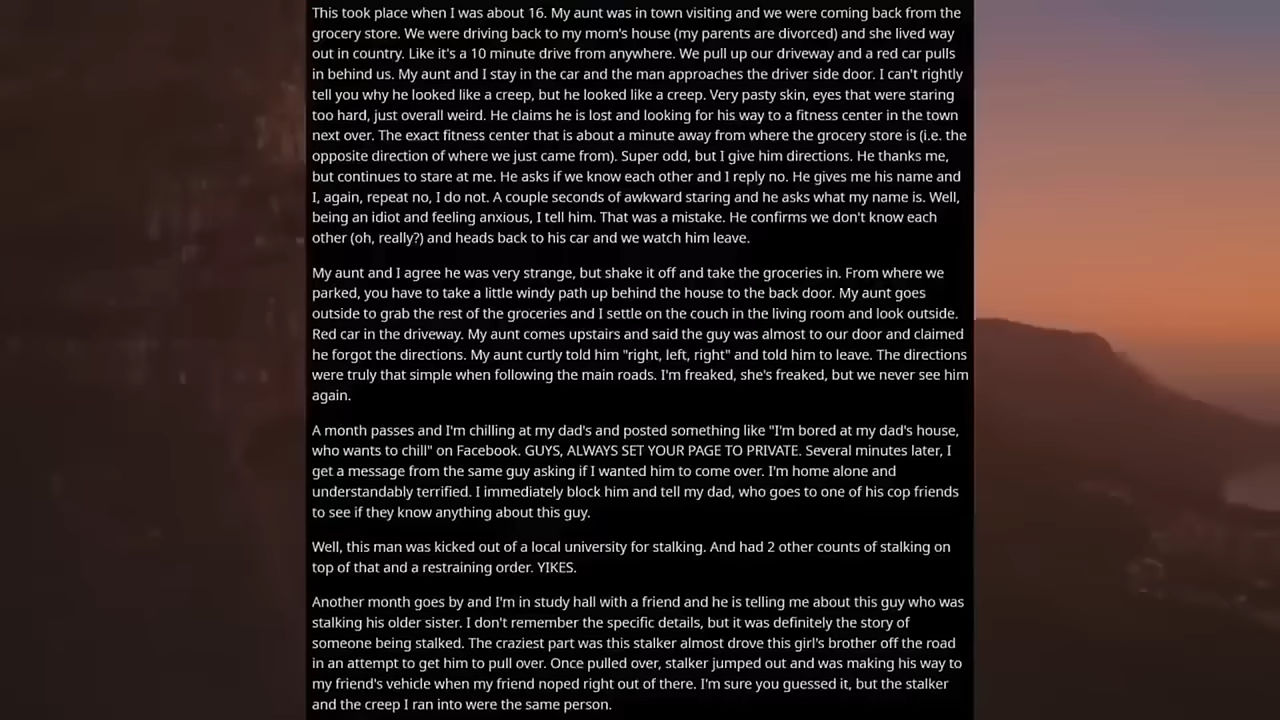 This took place when I was about 16. My aunt was in town visiting and we were coming back from the
grocery store. We were driving back to my mom's house (my parents are divorced) and she lived way
out in country. Like it's a 10 minute drive from anywhere. We pull up our driveway and a red car pulls
in behind us. My aunt and I stay in the car and the man approaches the driver side door. I can't rightly
tell you why he looked like a creep, but he looked like a creep. Very pasty skin, eyes that were staring
too hard, just overall weird. He claims he is lost and looking for his way to a fitness center in the town
next over. The exact fitness center that is about a minute away from where the grocery store is (i.e. the
opposite direction of where we just came from). Super odd, but I give him directions. He thanks me,
but continues to stare at me. He asks if we know each other and I reply no. He gives me his name and
I, again, repeat no, I do not. A couple seconds of awkward staring and he asks what my name is. Well,
being an idiot and feeling anxious, I tell him. That was a mistake. He confirms we don't know each
other (oh, really?) and heads back to his car and we watch him leave.
My aunt and I agree he was very strange, but shake it off and take the groceries in. From where we
parked, you have to take a little windy path up behind the house to the back door. My aunt goes
outside to grab the rest of the groceries and I settle on the couch in the living room and look outside.
Red car in the driveway. My aunt comes upstairs and said the guy was almost to our door and claimed
he forgot the directions. My aunt curtly told him "right, left, right" and told him to leave. The directions
were truly that simple when following the main roads. I'm freaked, she's freaked, but we never see him
again.
A month passes and I'm chilling at my dad's and posted something like "I'm bored at my dad's house,
who wants to chill" on Facebook. GUYS, ALWAYS SET YOUR PAGE TO PRIVATE. Several minutes later, I
get a message from the same guy asking if I wanted him to come over. I'm home alone and
understandably terrified. I immediately block him and tell my dad, who goes to one of his cop friends
to see if they know anything about this guy.
Well, this man was kicked out of a local university for stalking. And had 2 other counts of stalking on
top of that and a restraining order. YIKES.
Another month goes by and I'm in study hall with a friend and he is telling me about this guy who was
stalking his older sister. I don't remember the specific details, but it was definitely the story of
someone being stalked. The craziest part was this stalker almost drove this girl's brother off the road
in an attempt to get him to pull over. Once pulled over, stalker jumped out and was making his way to
my friend's vehicle when my friend noped right out of there. I'm sure you guessed it, but the stalker
and the creep I ran into were the same person.